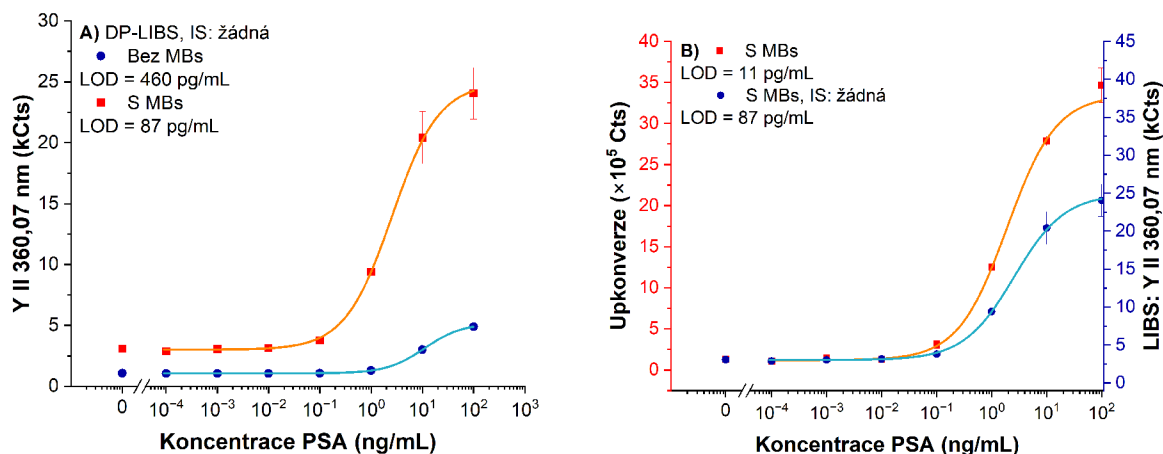 A) DP-LIBS, IS: žádná
Bez MBs
LOD = 460 pg/mL
S MBs
LOD = 87 pg/mL
Y II 360,07 nm (kCts)
30
25
20
15
10
5
0
0
10⁻⁴
10⁻³
10⁻²
10⁻¹
10⁰
10¹
10²
10³
Koncentrace PSA (ng/mL)
B)
S MBs
LOD = 11 pg/mL
S MBs, IS: žádná
LOD = 87 pg/mL
Upkonverze (×10⁵ Cts)
40
35
30
25
20
15
10
5
0
LIBS: Y II 360,07 nm (kCts)
45
40
35
30
25
20
15
10
5
0
0
10⁻⁴
10⁻³
10⁻²
10⁻¹
10⁰
10¹
10²
Koncentrace PSA (ng/mL)